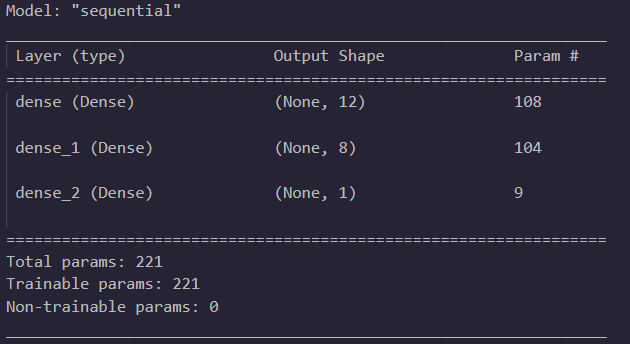 Model: "sequential"
_________________________________________________________________
Layer (type) Output Shape Param #
=================================================================
dense (Dense) (None, 12) 108
dense_1 (Dense) (None, 8) 104
dense_2 (Dense) (None, 1) 9
=================================================================
Total params: 221
Trainable params: 221
Non-trainable params: 0
_________________________________________________________________